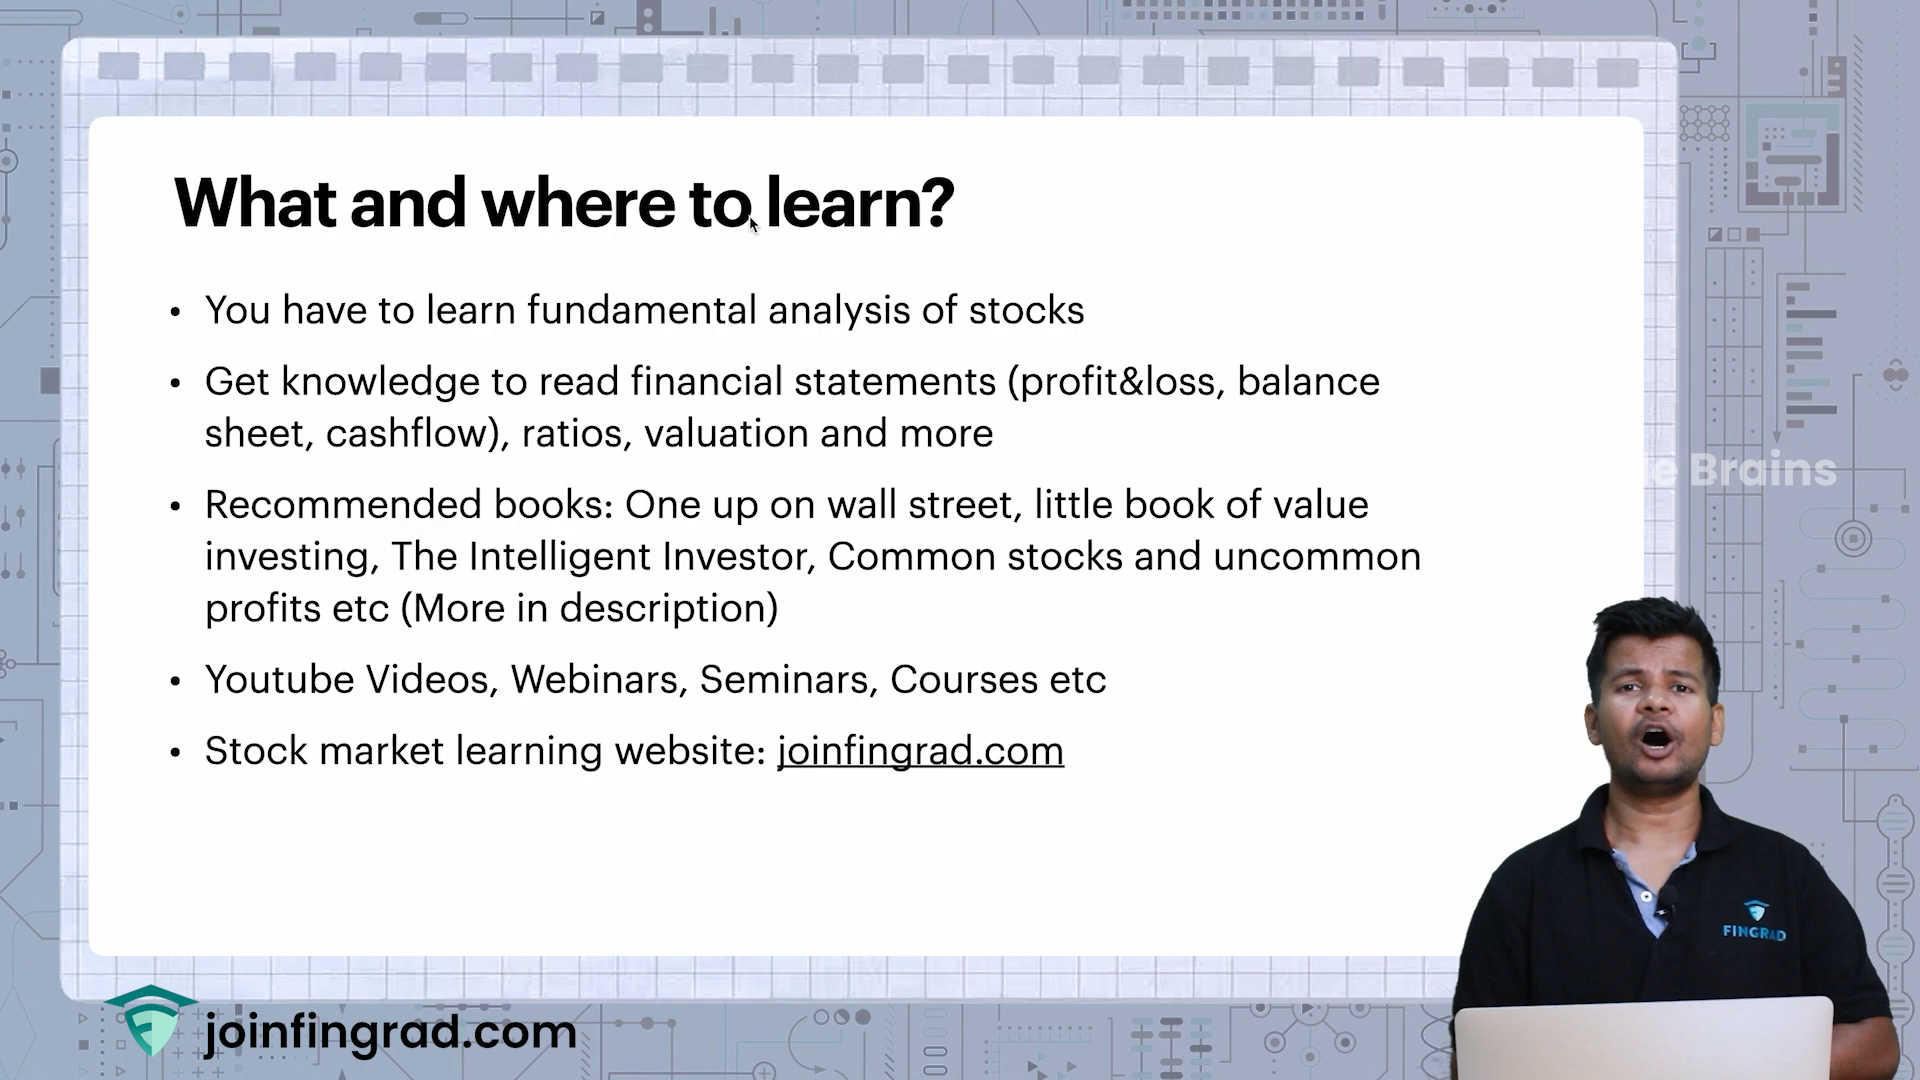 What and where to learn?
• You have to learn fundamental analysis of stocks
• Get knowledge to read financial statements (profit&loss, balance
sheet, cashflow), ratios, valuation and more
• Recommended books: One up on wall street, little book of value
investing, The Intelligent Investor, Common stocks and uncommon
profits etc (More in description)
• Youtube Videos, Webinars, Seminars, Courses etc
• Stock market learning website: joinfingrad.com
Brains
FINGRAD
joinfingrad.com